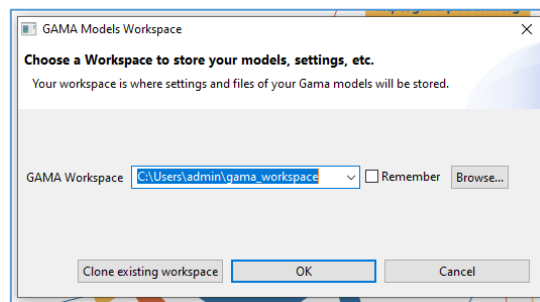 GAMA Models Workspace
Choose a Workspace to store your models, settings, etc.
Your workspace is where settings and files of your Gama models will be stored.
GAMA Workspace C:\Users\admin\gama_workspace Remember Browse...
Clone existing workspace OK Cancel